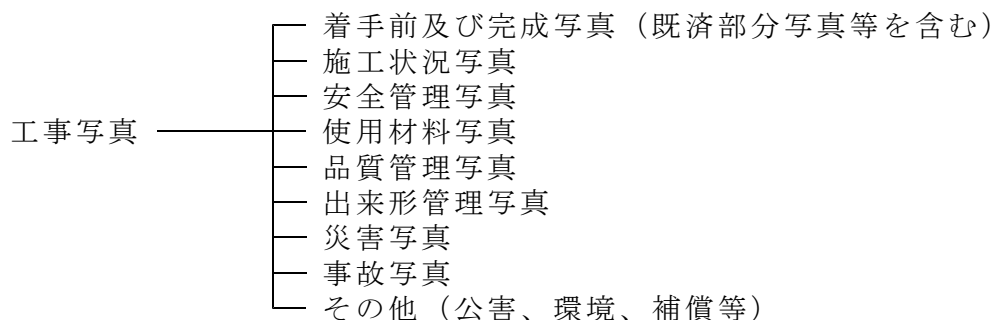 着手前及び完成写真（既済部分写真等を含む）
施工状況写真
安全管理写真
工事写真
使用材料写真
品質管理写真
出来形管理写真
災害写真
事故写真
その他（公害、環境、補償等）